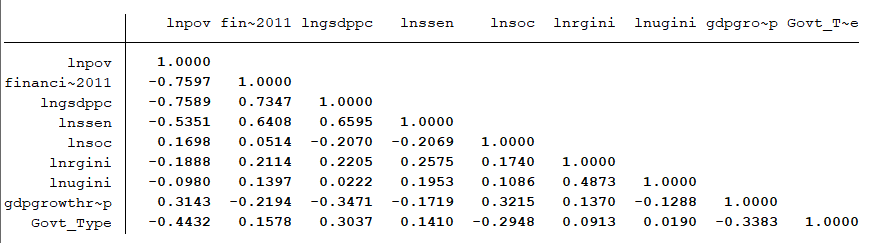 lnpov fin~2011 lngsdppc lnssen lnsoc lnrgini lnugini gdpgro~p Govt_T~e
lnpov 1.0000
financi~2011 -0.7597 1.0000
lngsdppc -0.7589 0.7347 1.0000
lnssen -0.5351 0.6408 0.6595 1.0000
lnsoc 0.1698 0.0514 -0.2070 -0.2069 1.0000
lnrgini -0.1888 0.2114 0.2205 0.2575 0.1740 1.0000
lnugini -0.0980 0.1397 0.0222 0.1953 0.1086 0.4873 1.0000
gdpgrowthr~p 0.3143 -0.2194 -0.3471 -0.1719 0.3215 0.1370 -0.1288 1.0000
Govt_Type -0.4432 0.1578 0.3037 0.1410 -0.2948 0.0913 0.0190 -0.3383 1.0000